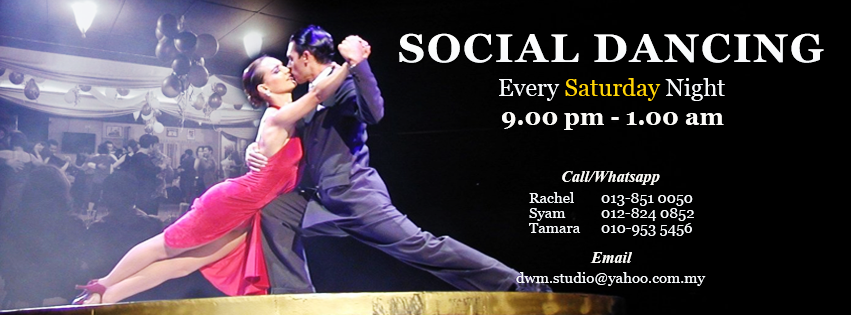 SOCIAL DANCING
Every Saturday Night
9.00 pm - 1.00 am
Call/Whatsapp
Rachel 013-851 0050
Syam 012-824 0852
Tamara 010-953 5456
Email
dwm.studio@yahoo.com.my